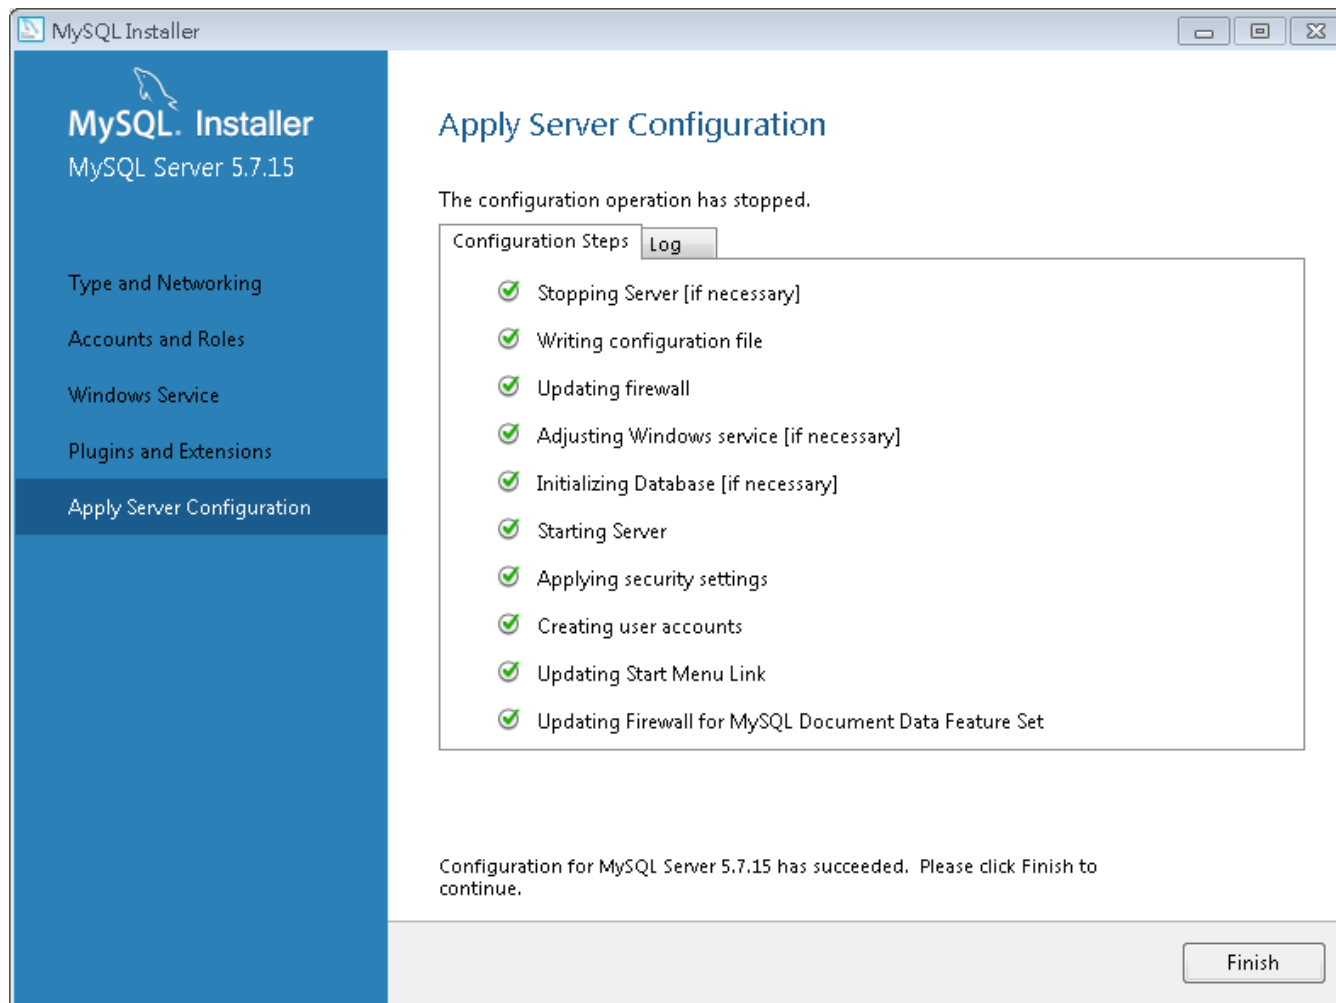 MySQL Installer
MySQL. Installer
MySQL Server 5.7.15
Type and Networking
Accounts and Roles
Windows Service
Plugins and Extensions
Apply Server Configuration
Apply Server Configuration
The configuration operation has stopped.
Configuration Steps Log
Stopping Server [if necessary]
Writing configuration file
Updating firewall
Adjusting Windows service [if necessary]
Initializing Database [if necessary]
Starting Server
Applying security settings
Creating user accounts
Updating Start Menu Link
Updating Firewall for MySQL Document Data Feature Set
Configuration for MySQL Server 5.7.15 has succeeded. Please click Finish to
continue.
Finish